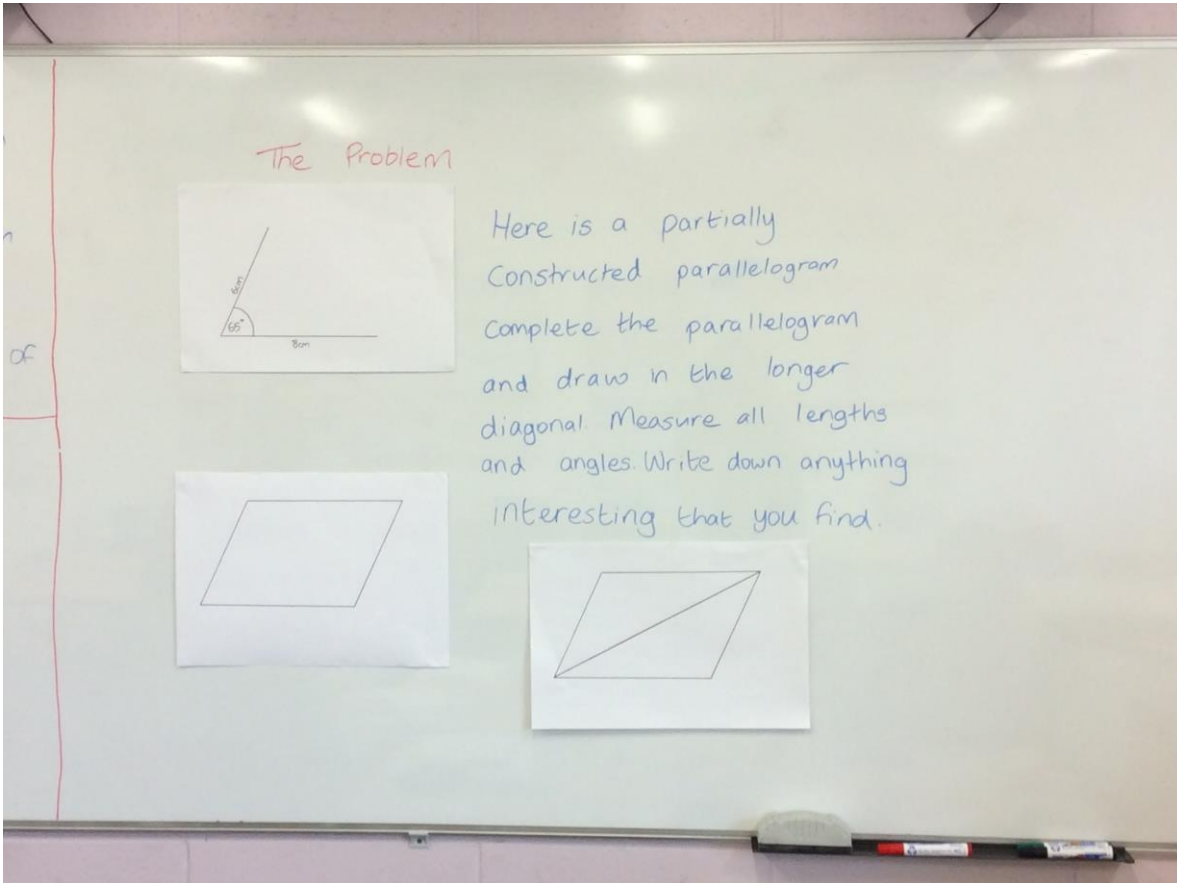 The Problem
6cm
65°
8cm
Here is a partially
Constructed parallelogram
Complete the parallelogram
and draw in the longer
diagonal. Measure all lengths
and angles. Write down anything
interesting that you find.
of